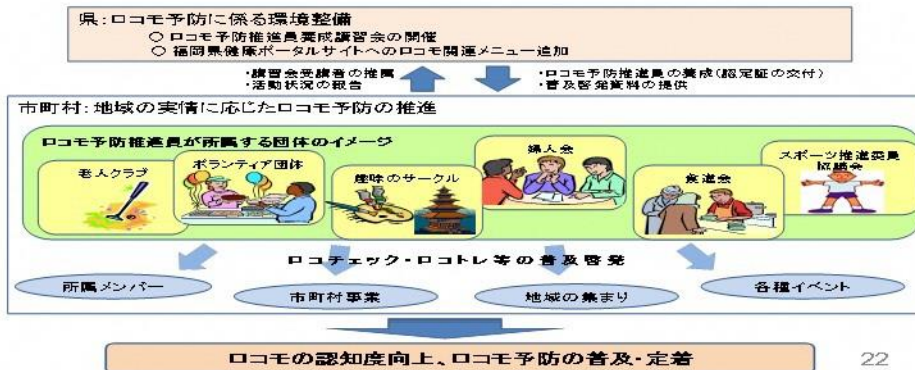 県：ロコモ予防に係る環境整備
○ ロコモ予防推進員養成講習会の開催
○ 福岡県健康ポータルサイトへのロコモ関連メニュー追加
・講習会受講者の推薦
・活動状況の報告
・ロコモ予防推進員の養成(認定証の交付)
・普及啓発資料の提供
市町村：地域の実情に応じたロコモ予防の推進
ロコモ予防推進員が所属する団体のイメージ
老人クラブ
ボランティア団体
趣味のサークル
婦人会
食進会
スポーツ推進委員
協議会
ロコチェック・ロコトレ等の普及啓発
所属メンバー
市町村事業
地域の集まり
各種イベント
ロコモの認知度向上、ロコモ予防の普及・定着
22